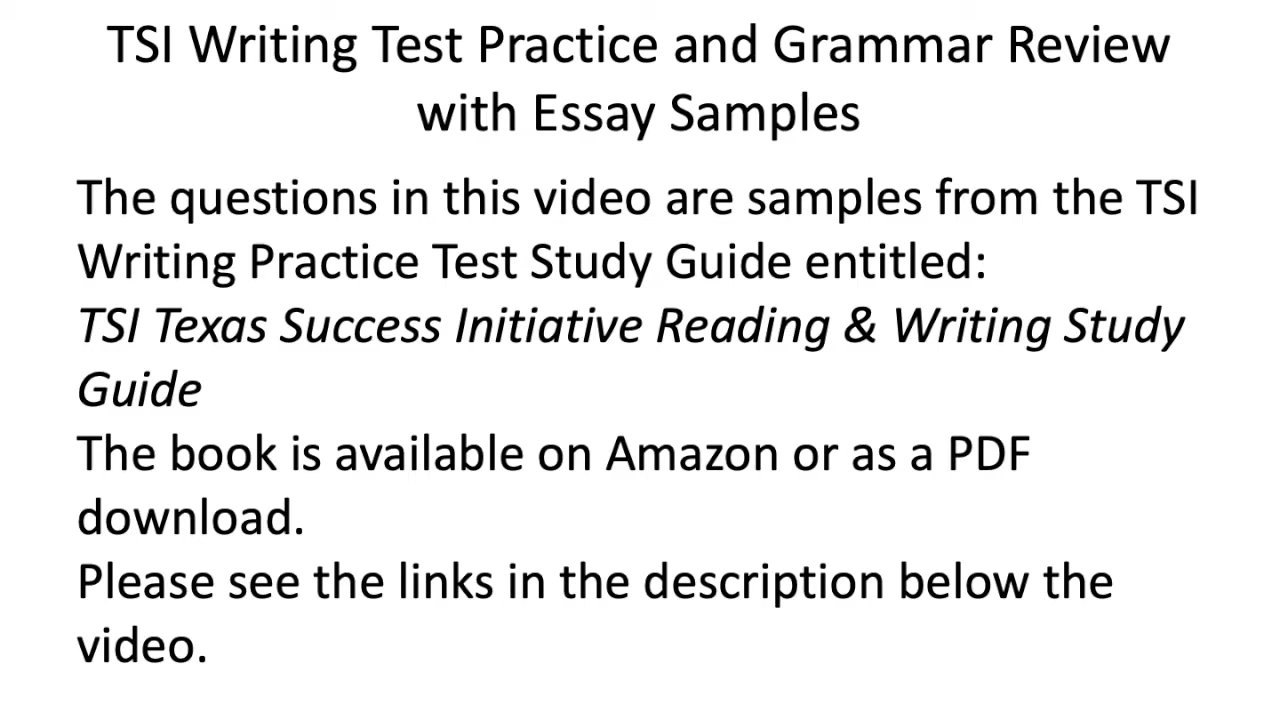 TSI Writing Test Practice and Grammar Review
with Essay Samples
The questions in this video are samples from the TSI
Writing Practice Test Study Guide entitled:
TSI Texas Success Initiative Reading & Writing Study
Guide
The book is available on Amazon or as a PDF
download.
Please see the links in the description below the
video.